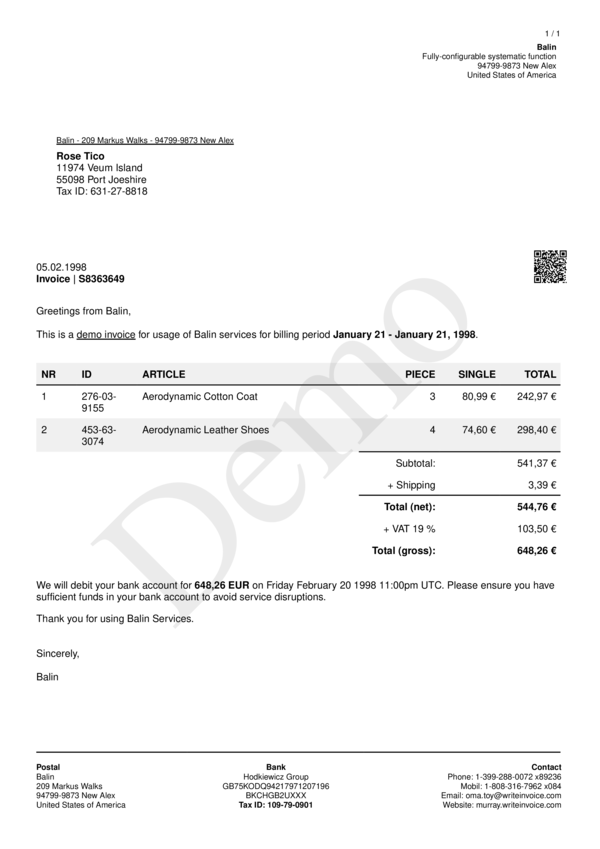 1 / 1
Balin
Fully-configurable systematic function
94799-9873 New Alex
United States of America
Balin - 209 Markus Walks - 94799-9873 New Alex
Rose Tico
11974 Veum Island
55098 Port Joeshire
Tax ID: 631-27-8818
05.02.1998
Invoice | S8363649
Greetings from Balin,
This is a demo invoice for usage of Balin services for billing period January 21 - January 21, 1998.
NR ID ARTICLE PIECE SINGLE TOTAL
1 276-03- Aerodynamic Cotton Coat 3 80,99 € 242,97 €
9155
2 453-63- Aerodynamic Leather Shoes 4 74,60 € 298,40 €
3074
Subtotal: 541,37 €
+ Shipping 3,39 €
Total (net): 544,76 €
+ VAT 19 % 103,50 €
Total (gross): 648,26 €
Demo
We will debit your bank account for 648,26 EUR on Friday February 20 1998 11:00pm UTC. Please ensure you have
sufficient funds in your bank account to avoid service disruptions.
Thank you for using Balin Services.
Sincerely,
Balin
Postal
Balin
209 Markus Walks
94799-9873 New Alex
United States of America
Bank
Hodkiewicz Group
GB75KODQ94217971207196
BKCHGB2UXXX
Tax ID: 109-79-0901
Contact
Phone: 1-399-288-0072 x89236
Mobil: 1-808-316-7962 x084
Email: oma.toy@writeinvoice.com
Website: murray.writeinvoice.com